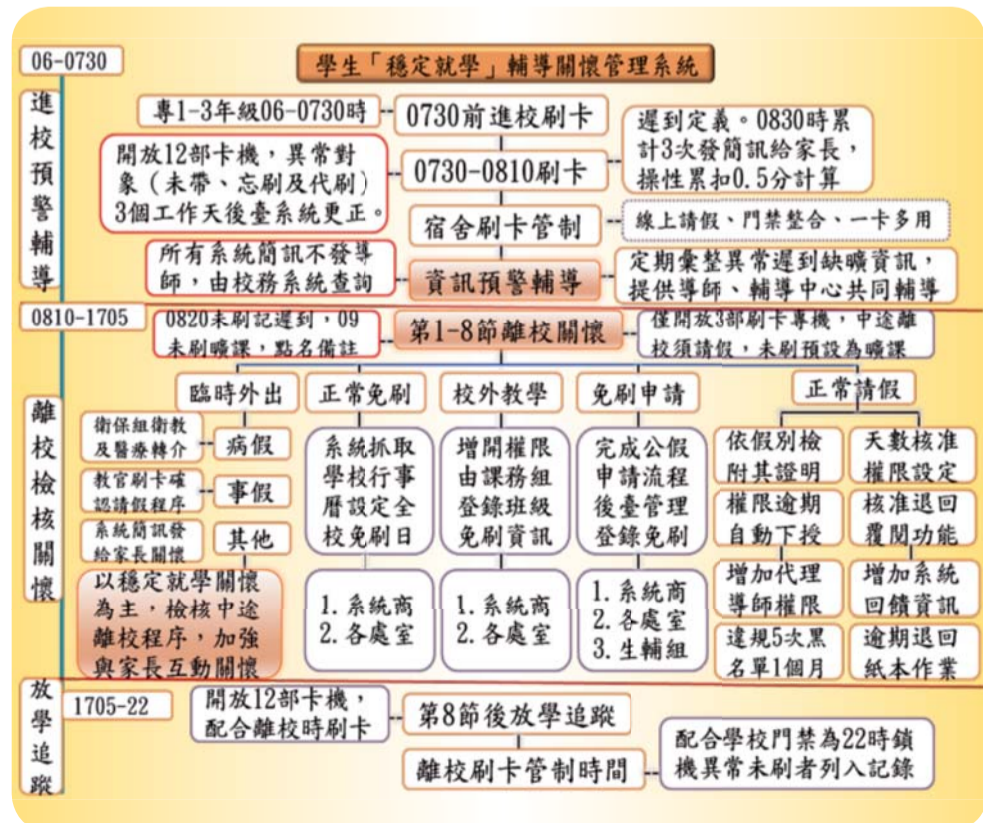 06-0730
學生「穩定就學」輔導關懷管理系統
進校預警輔導
專1-3年級06-0730時
0730前進校刷卡
遲到定義。0830時累
計3次發簡訊給家長，
操性累扣0.5分計算
開放12部卡機，異常對
象（未帶、忘刷及代刷）
3個工作天後臺系統更正。
0730-0810刷卡
宿舍刷卡管制
線上請假、門禁整合、一卡多用
所有系統簡訊不發導
師，由校務系統查詢
資訊預警輔導
定期彙整異常遲到缺曠資訊，
提供導師、輔導中心共同輔導
0810-1705
0820未刷記遲到，09
未刷曠課，點名備註
第1-8節離校關懷
僅開放3部刷卡專機，中途離
校須請假，未刷預設為曠課
離校檢核關懷
臨時外出
衛保組衛教
及醫療轉介
病假
教官刷卡確
認請假程序
事假
系統簡訊發
給家長關懷
其他
以穩定就學關懷
為主，檢核中途
離校程序，加強
與家長互動關懷
正常免刷
系統抓取
學校行事
曆設定全
校免刷日
1. 系統商
2. 各處室
校外教學
增開權限
由課務組
登錄班級
免刷資訊
1. 系統商
2. 各處室
免刷申請
完成公假
申請流程
後臺管理
登錄免刷
1. 系統商
2. 各處室
3. 生輔組
正常請假
依假別檢
附其證明
權限逾期
自動下授
增加代理
導師權限
違規5次黑
名單1個月
天數核准
權限設定
核准退回
覆閱功能
增加系統
回饋資訊
逾期退回
紙本作業
放學追蹤
1705-22
開放12部卡機，
配合離校時刷卡
第8節後放學追蹤
離校刷卡管制時間
配合學校門禁為22時鎖
機異常未刷者列入記錄